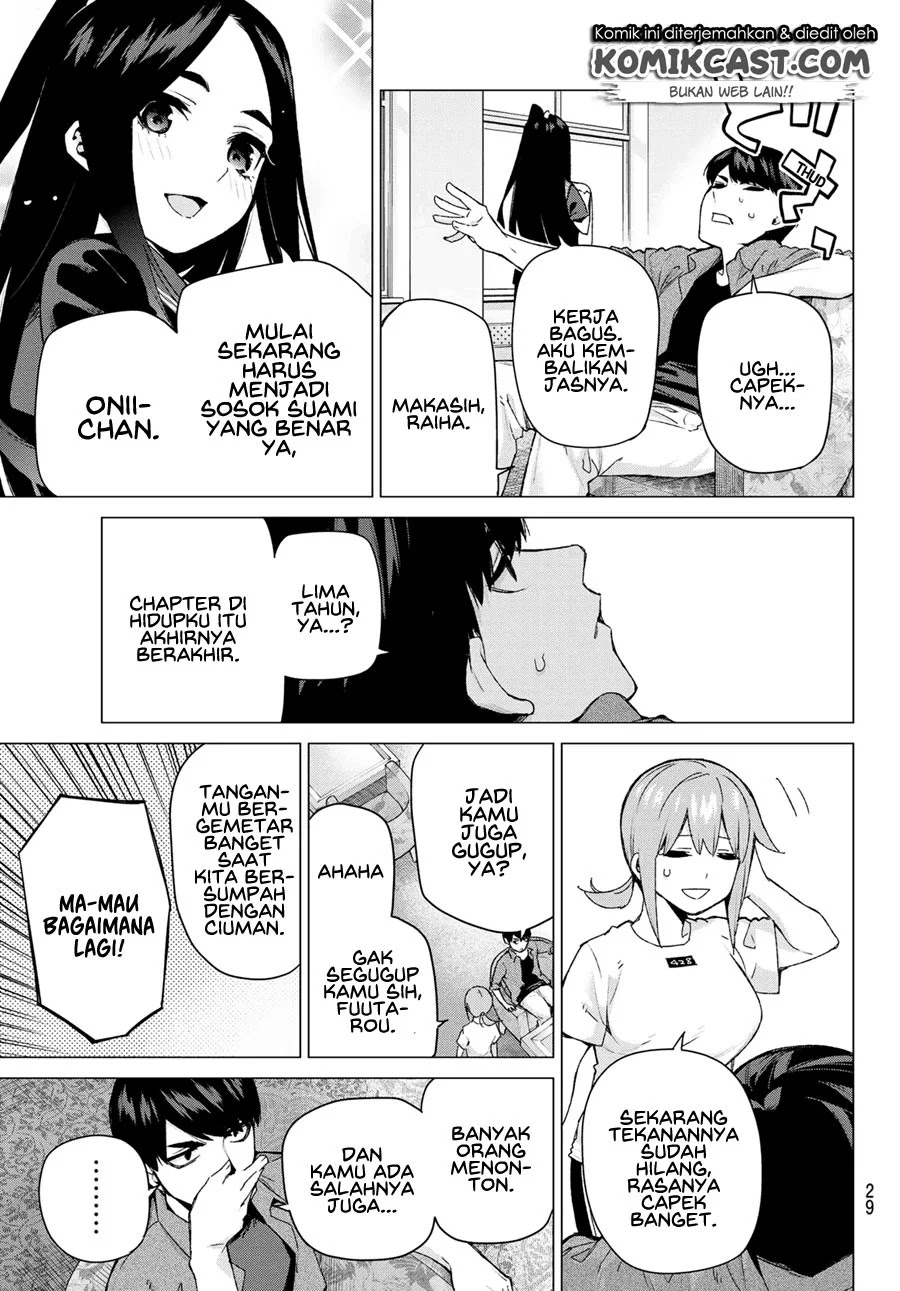 Komik ini diterjemahkan & diedit oleh
KOMIKCAST.COM
BUKAN WEB LAIN!!
THUD
UGH...
CAPEK-
NYA...
KERJA
BAGUS.
AKU KEM-
BALIKAN
JASNYA.
MAKASIH,
RAIHA.
MULAI
SEKARANG
HARUS
MENJADI
SOSOK SUAMI
YANG BENAR
YA,
ONII-
CHAN.
LIMA
TAHUN,
YA...?
CHAPTER DI
HIDUPKU ITU
AKHIRNYA
BERAKHIR.
428
SEKARANG
TEKANANNYA
SUDAH
HILANG,
RASANYA
CAPEK
BANGET.
JADI
KAMU
JUGA
GUGUP,
YA?
AHAHA
GAK
SEGUGUP
KAMU SIH,
FUUTA-
ROU.
TANGAN-
MU BER-
GEMETAR
BANGET
SAAT
KITA BER-
SUMPAH
DENGAN
CIUMAN.
MA-MAU
BAGAIMANA
LAGI!
BANYAK
ORANG
MENON-
TON.
DAN
KAMU ADA
SALAHNYA
JUGA...
.........
29